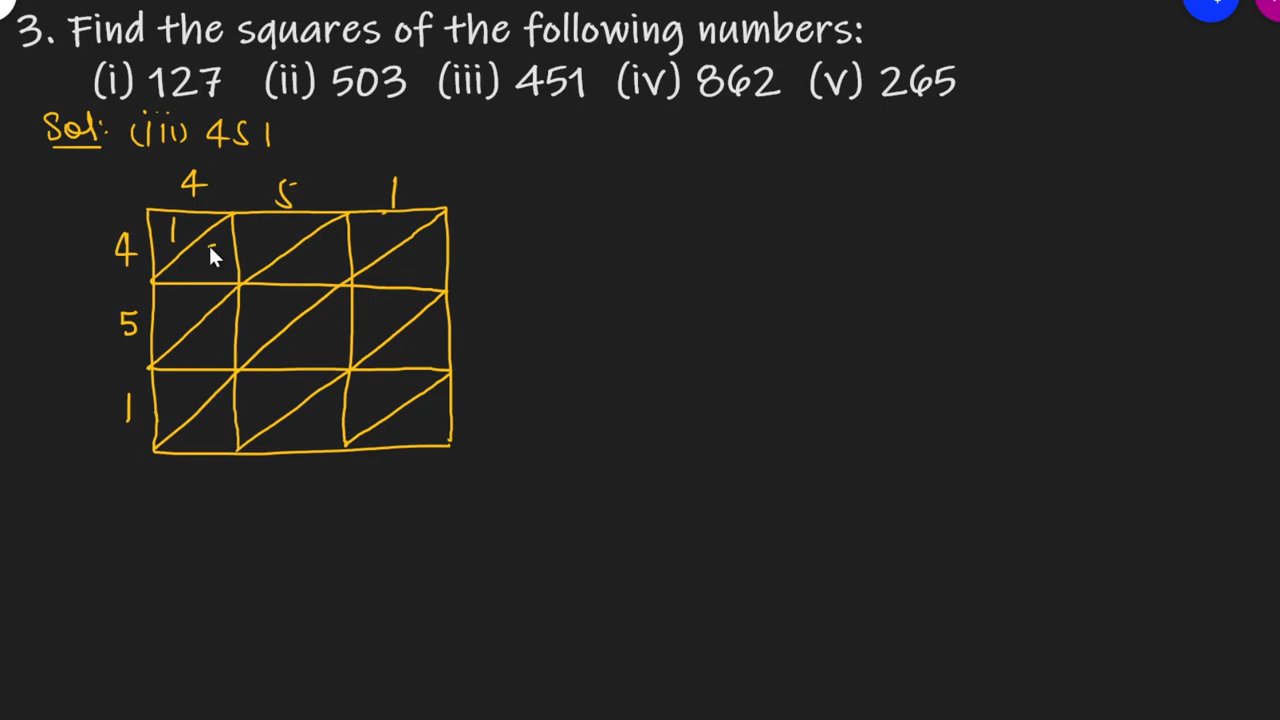 3. Find the squares of the following numbers:
(i) 127 (ii) 503 (iii) 451 (iv) 862 (v) 265
Sol: (iii) 451
4 5 1
4 1
5
1